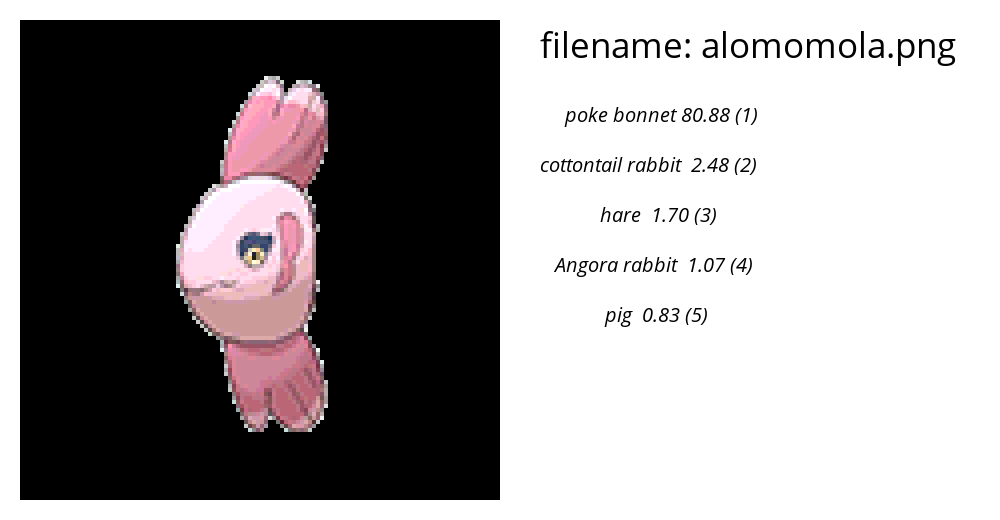 filename: alomomola.png
poke bonnet 80.88 (1)
cottontail rabbit 2.48 (2)
hare 1.70 (3)
Angora rabbit 1.07 (4)
pig 0.83 (5)